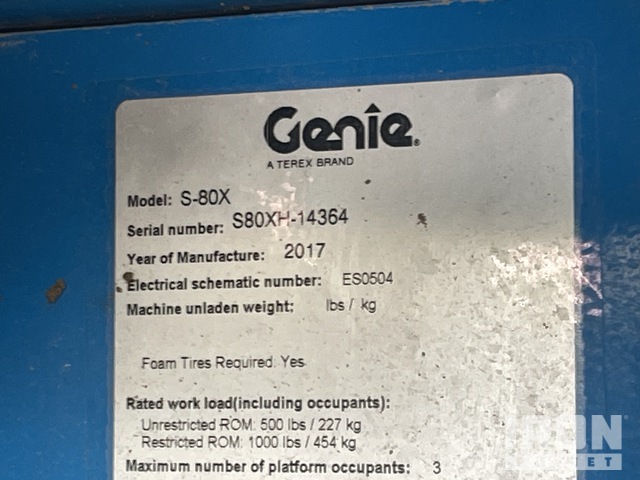 Genie®
A TEREX BRAND
Model: S-80X
Serial number: S80XH-14364
Year of Manufacture: 2017
Electrical schematic number: ES0504
Machine unladen weight: lbs / kg
Foam Tires Required: Yes
Rated work load(including occupants):
Unrestricted ROM: 500 lbs / 227 kg
Restricted ROM: 1000 lbs / 454 kg
Maximum number of platform occupants: 3
IRON
PLANET